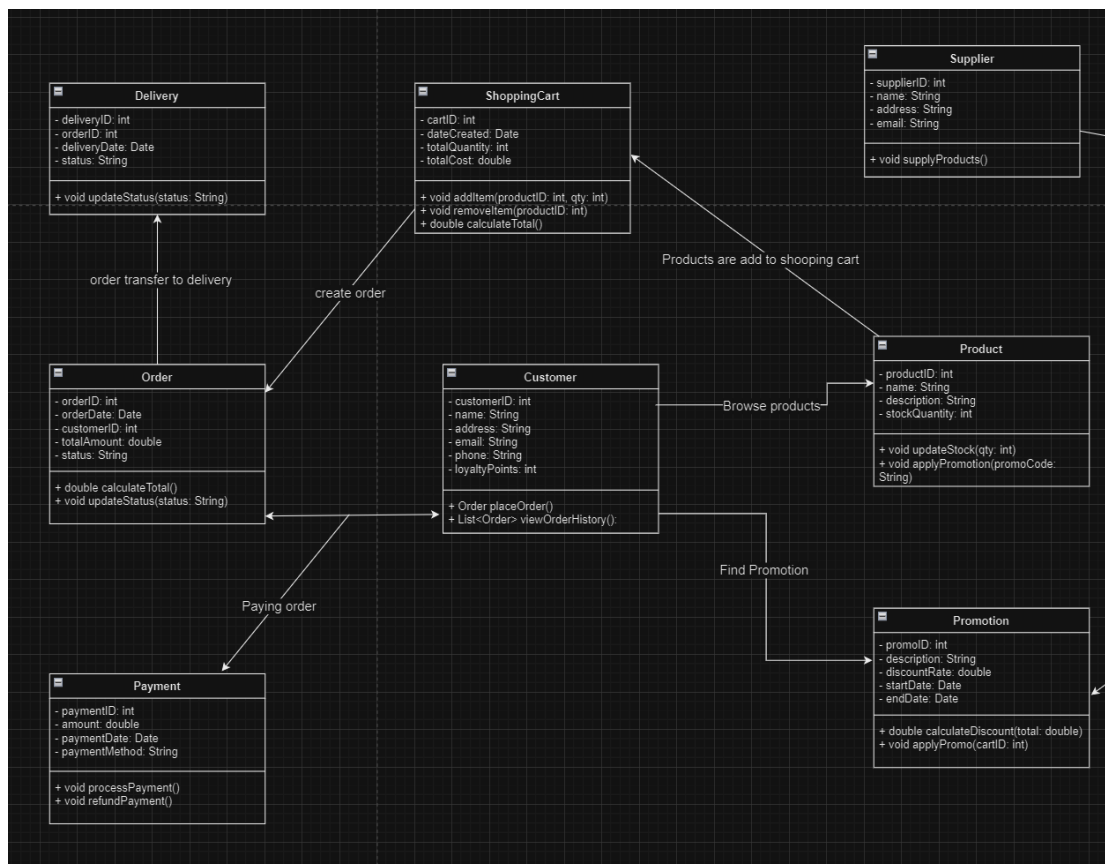 Supplier
- supplierID: int
- name: String
- address: String
- email: String
+ void supplyProducts()
Delivery
- deliveryID: int
- orderID: int
- deliveryDate: Date
- status: String
+ void updateStatus(status: String)
ShoppingCart
- cartID: int
- dateCreated: Date
- totalQuantity: int
- totalCost: double
+ void addItem(productID: int, qty: int)
+ void removeItem(productID: int)
+ double calculateTotal()
order transfer to delivery
create order
Products are add to shooping cart
Order
- orderID: int
- orderDate: Date
- customerID: int
- totalAmount: double
- status: String
+ double calculateTotal()
+ void updateStatus(status: String)
Customer
- customerID: int
- name: String
- address: String
- email: String
- phone: String
- loyaltyPoints: int
+ Order placeOrder()
+ List<Order> viewOrderHistory():
Browse products
Product
- productID: int
- name: String
- description: String
- stockQuantity: int
+ void updateStock(qty: int)
+ void applyPromotion(promoCode:
String)
Find Promotion
Paying order
Payment
- paymentID: int
- amount: double
- paymentDate: Date
- paymentMethod: String
+ void processPayment()
+ void refundPayment()
Promotion
- promoID: int
- description: String
- discountRate: double
- startDate: Date
- endDate: Date
+ double calculateDiscount(total: double)
+ void applyPromo(cartID: int)